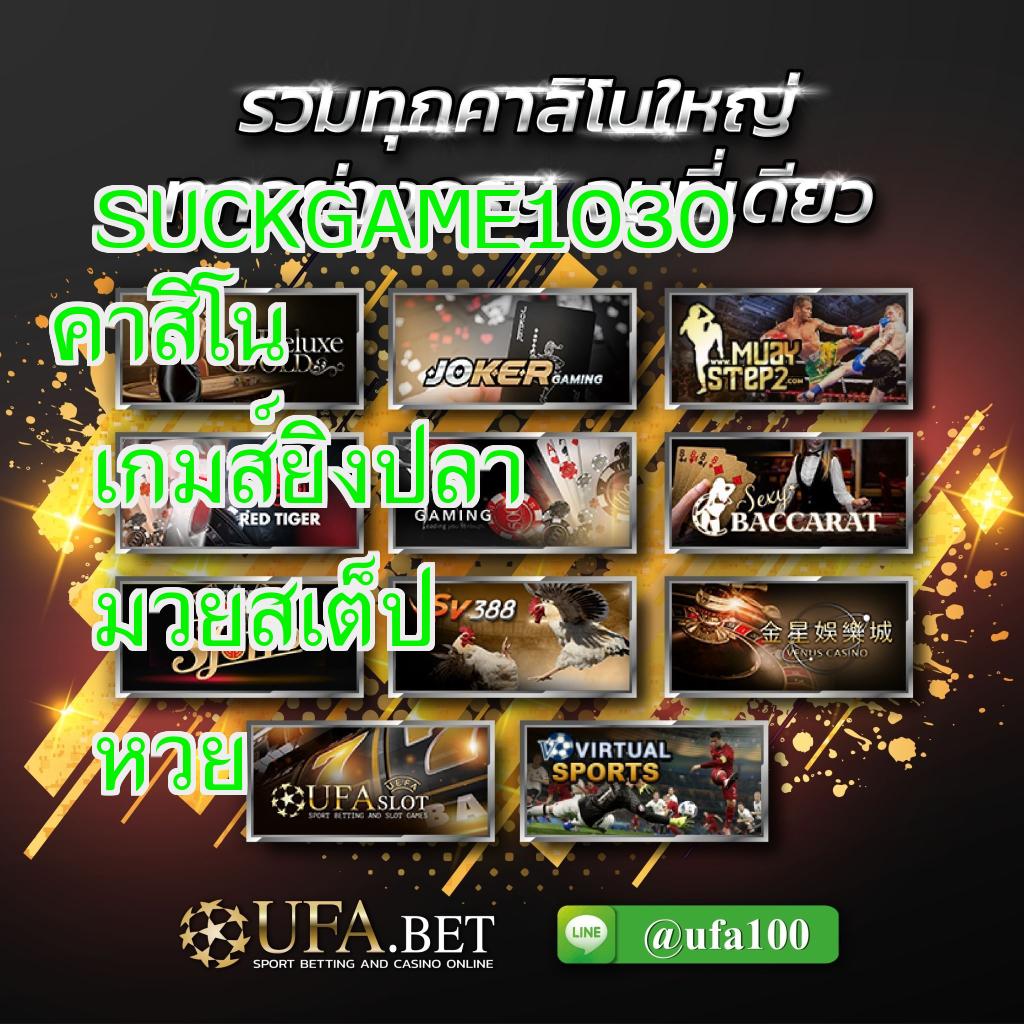 รวมทุกคาสิโนใหญ่
ที่เดียว
SUCKGAME1030
คาสิโน
Deluxe
JOKER GAMING
WWW.MUAY
STEP2.COM
เกมส์ยิงปลา
RED TIGER
GAMING
Sexy
BACCARAT
มวยสเต็ป
SV388
金星娛樂城
VENUS CASINO
หวย
UFA SLOT
SPORT BETTING AND SLOT GAMES
VIRTUAL
SPORTS
UFA.BET
SPORT BETTING AND CASINO ONLINE
LINE
@ufa100